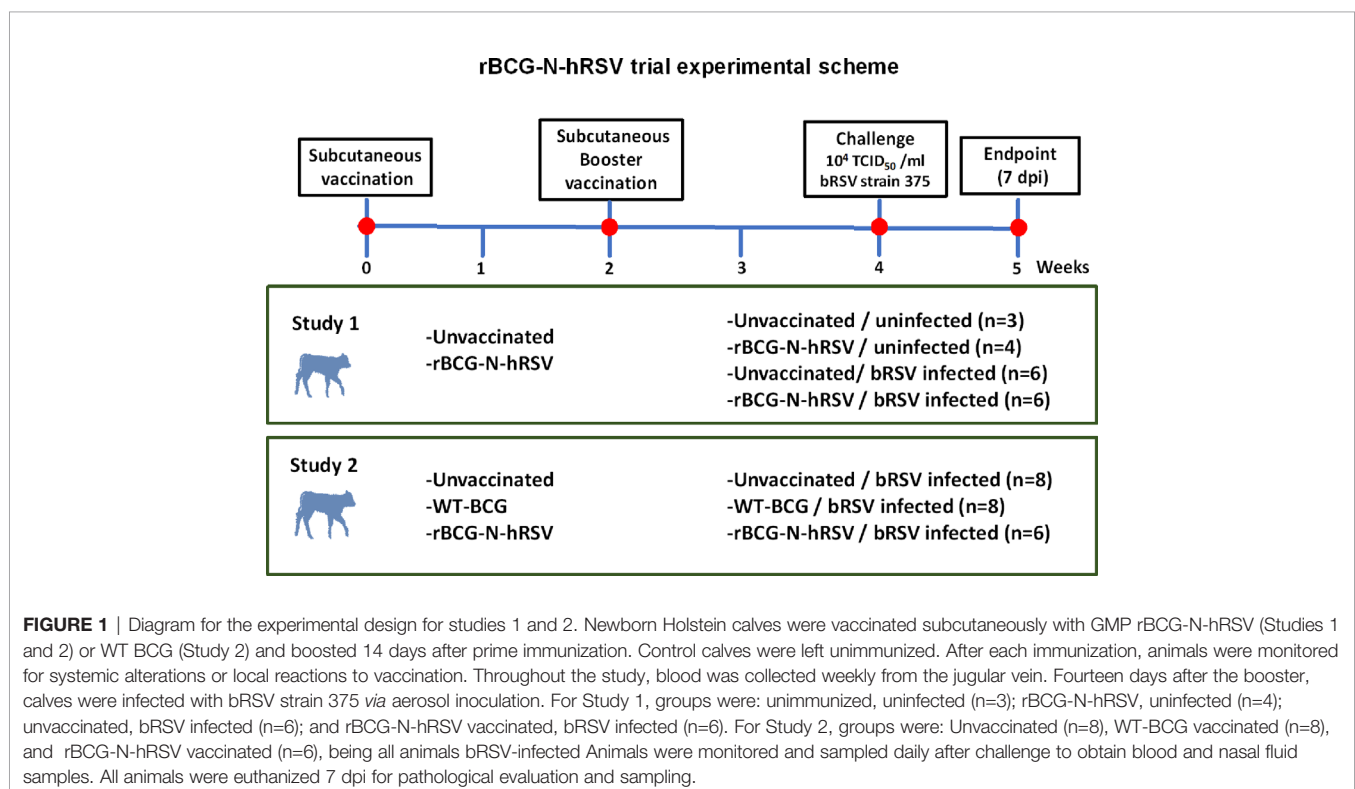 rBCG-N-hRSV trial experimental scheme
Subcutaneous
vaccination
Subcutaneous
Booster
vaccination
Challenge
10⁴ TCID₅₀ /ml
bRSV strain 375
Endpoint
(7 dpi)
0 1 2 3 4 5 Weeks
Study 1
-Unvaccinated
-rBCG-N-hRSV
-Unvaccinated / uninfected (n=3)
-rBCG-N-hRSV / uninfected (n=4)
-Unvaccinated/ bRSV infected (n=6)
-rBCG-N-hRSV / bRSV infected (n=6)
Study 2
-Unvaccinated
-WT-BCG
-rBCG-N-hRSV
-Unvaccinated / bRSV infected (n=8)
-WT-BCG / bRSV infected (n=8)
-rBCG-N-hRSV / bRSV infected (n=6)
FIGURE 1 | Diagram for the experimental design for studies 1 and 2. Newborn Holstein calves were vaccinated subcutaneously with GMP rBCG-N-hRSV (Studies 1
and 2) or WT BCG (Study 2) and boosted 14 days after prime immunization. Control calves were left unimmunized. After each immunization, animals were monitored
for systemic alterations or local reactions to vaccination. Throughout the study, blood was collected weekly from the jugular vein. Fourteen days after the booster,
calves were infected with bRSV strain 375 via aerosol inoculation. For Study 1, groups were: unimmunized, uninfected (n=3); rBCG-N-hRSV, uninfected (n=4);
unvaccinated, bRSV infected (n=6); and rBCG-N-hRSV vaccinated, bRSV infected (n=6). For Study 2, groups were: Unvaccinated (n=8), WT-BCG vaccinated (n=8),
and rBCG-N-hRSV vaccinated (n=6), being all animals bRSV-infected Animals were monitored and sampled daily after challenge to obtain blood and nasal fluid
samples. All animals were euthanized 7 dpi for pathological evaluation and sampling.